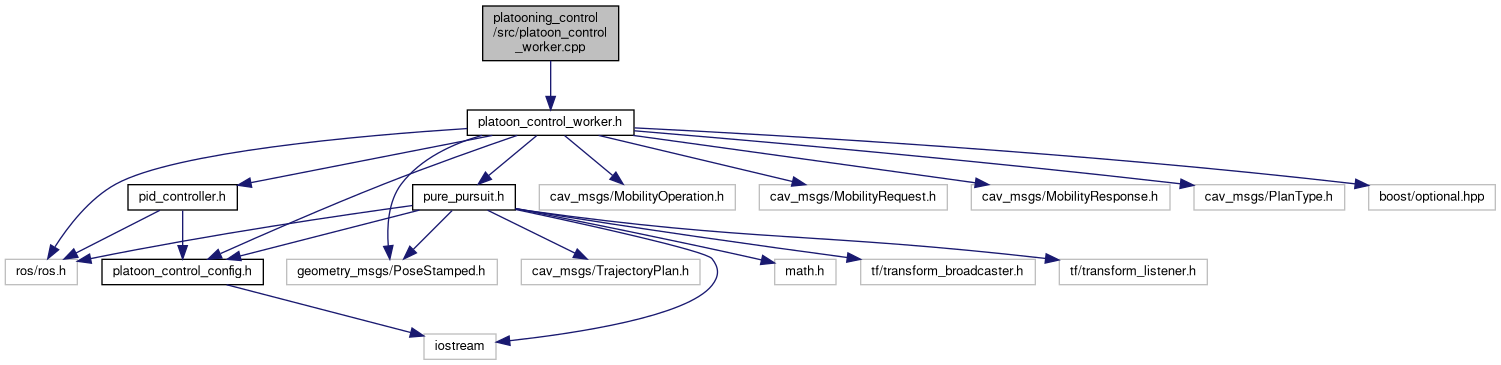 platooning_control
/src/platoon_control
_worker.cpp
platoon_control_worker.h
pid_controller.h
pure_pursuit.h
cav_msgs/MobilityOperation.h
cav_msgs/MobilityRequest.h
cav_msgs/MobilityResponse.h
cav_msgs/PlanType.h
boost/optional.hpp
ros/ros.h
platoon_control_config.h
geometry_msgs/PoseStamped.h
cav_msgs/TrajectoryPlan.h
math.h
tf/transform_broadcaster.h
tf/transform_listener.h
iostream